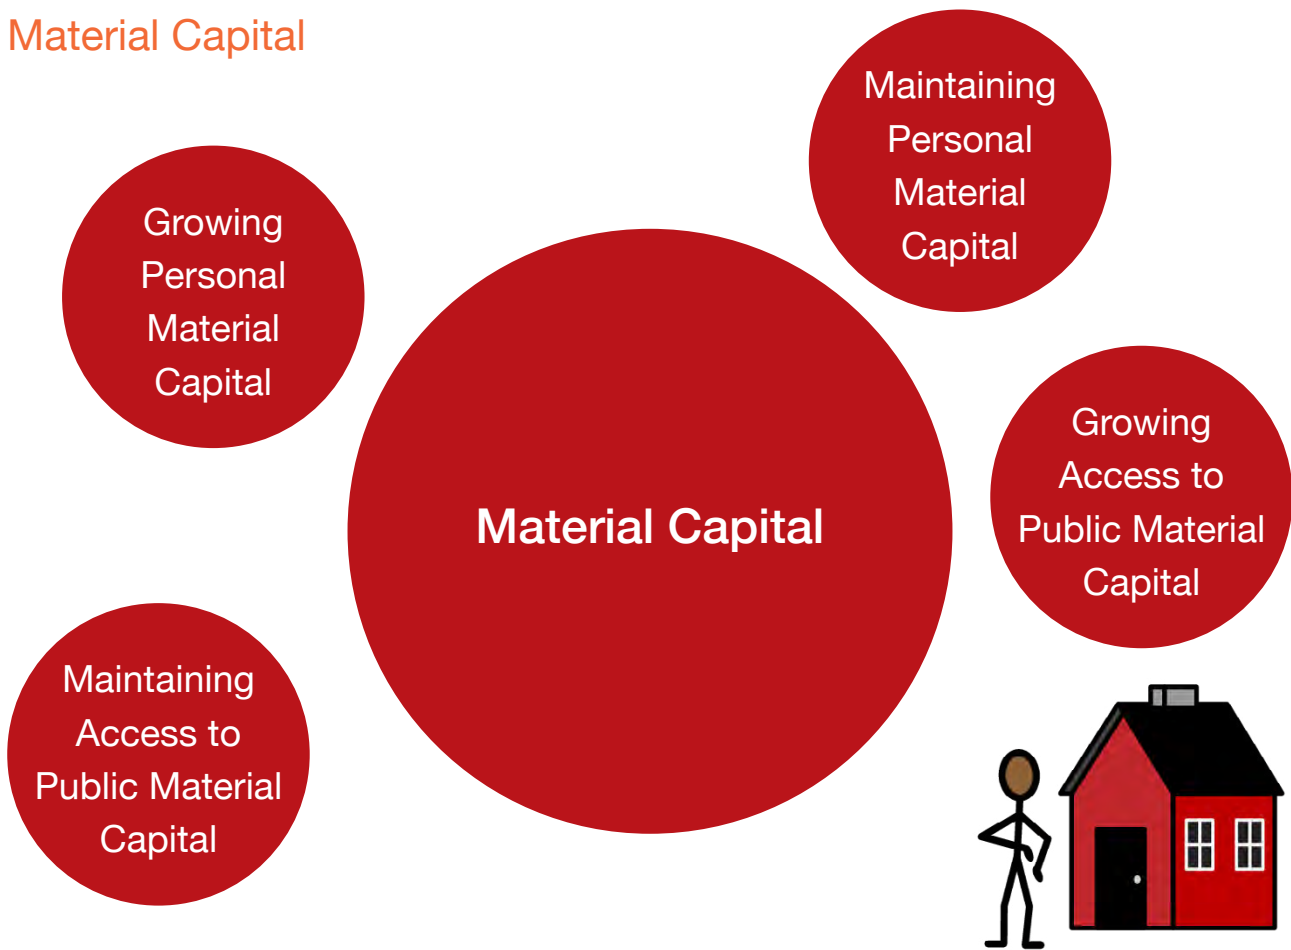 Material Capital
Maintaining
Personal
Material
Capital
Growing
Personal
Material
Capital
Material Capital
Growing
Access to
Public Material
Capital
Maintaining
Access to
Public Material
Capital